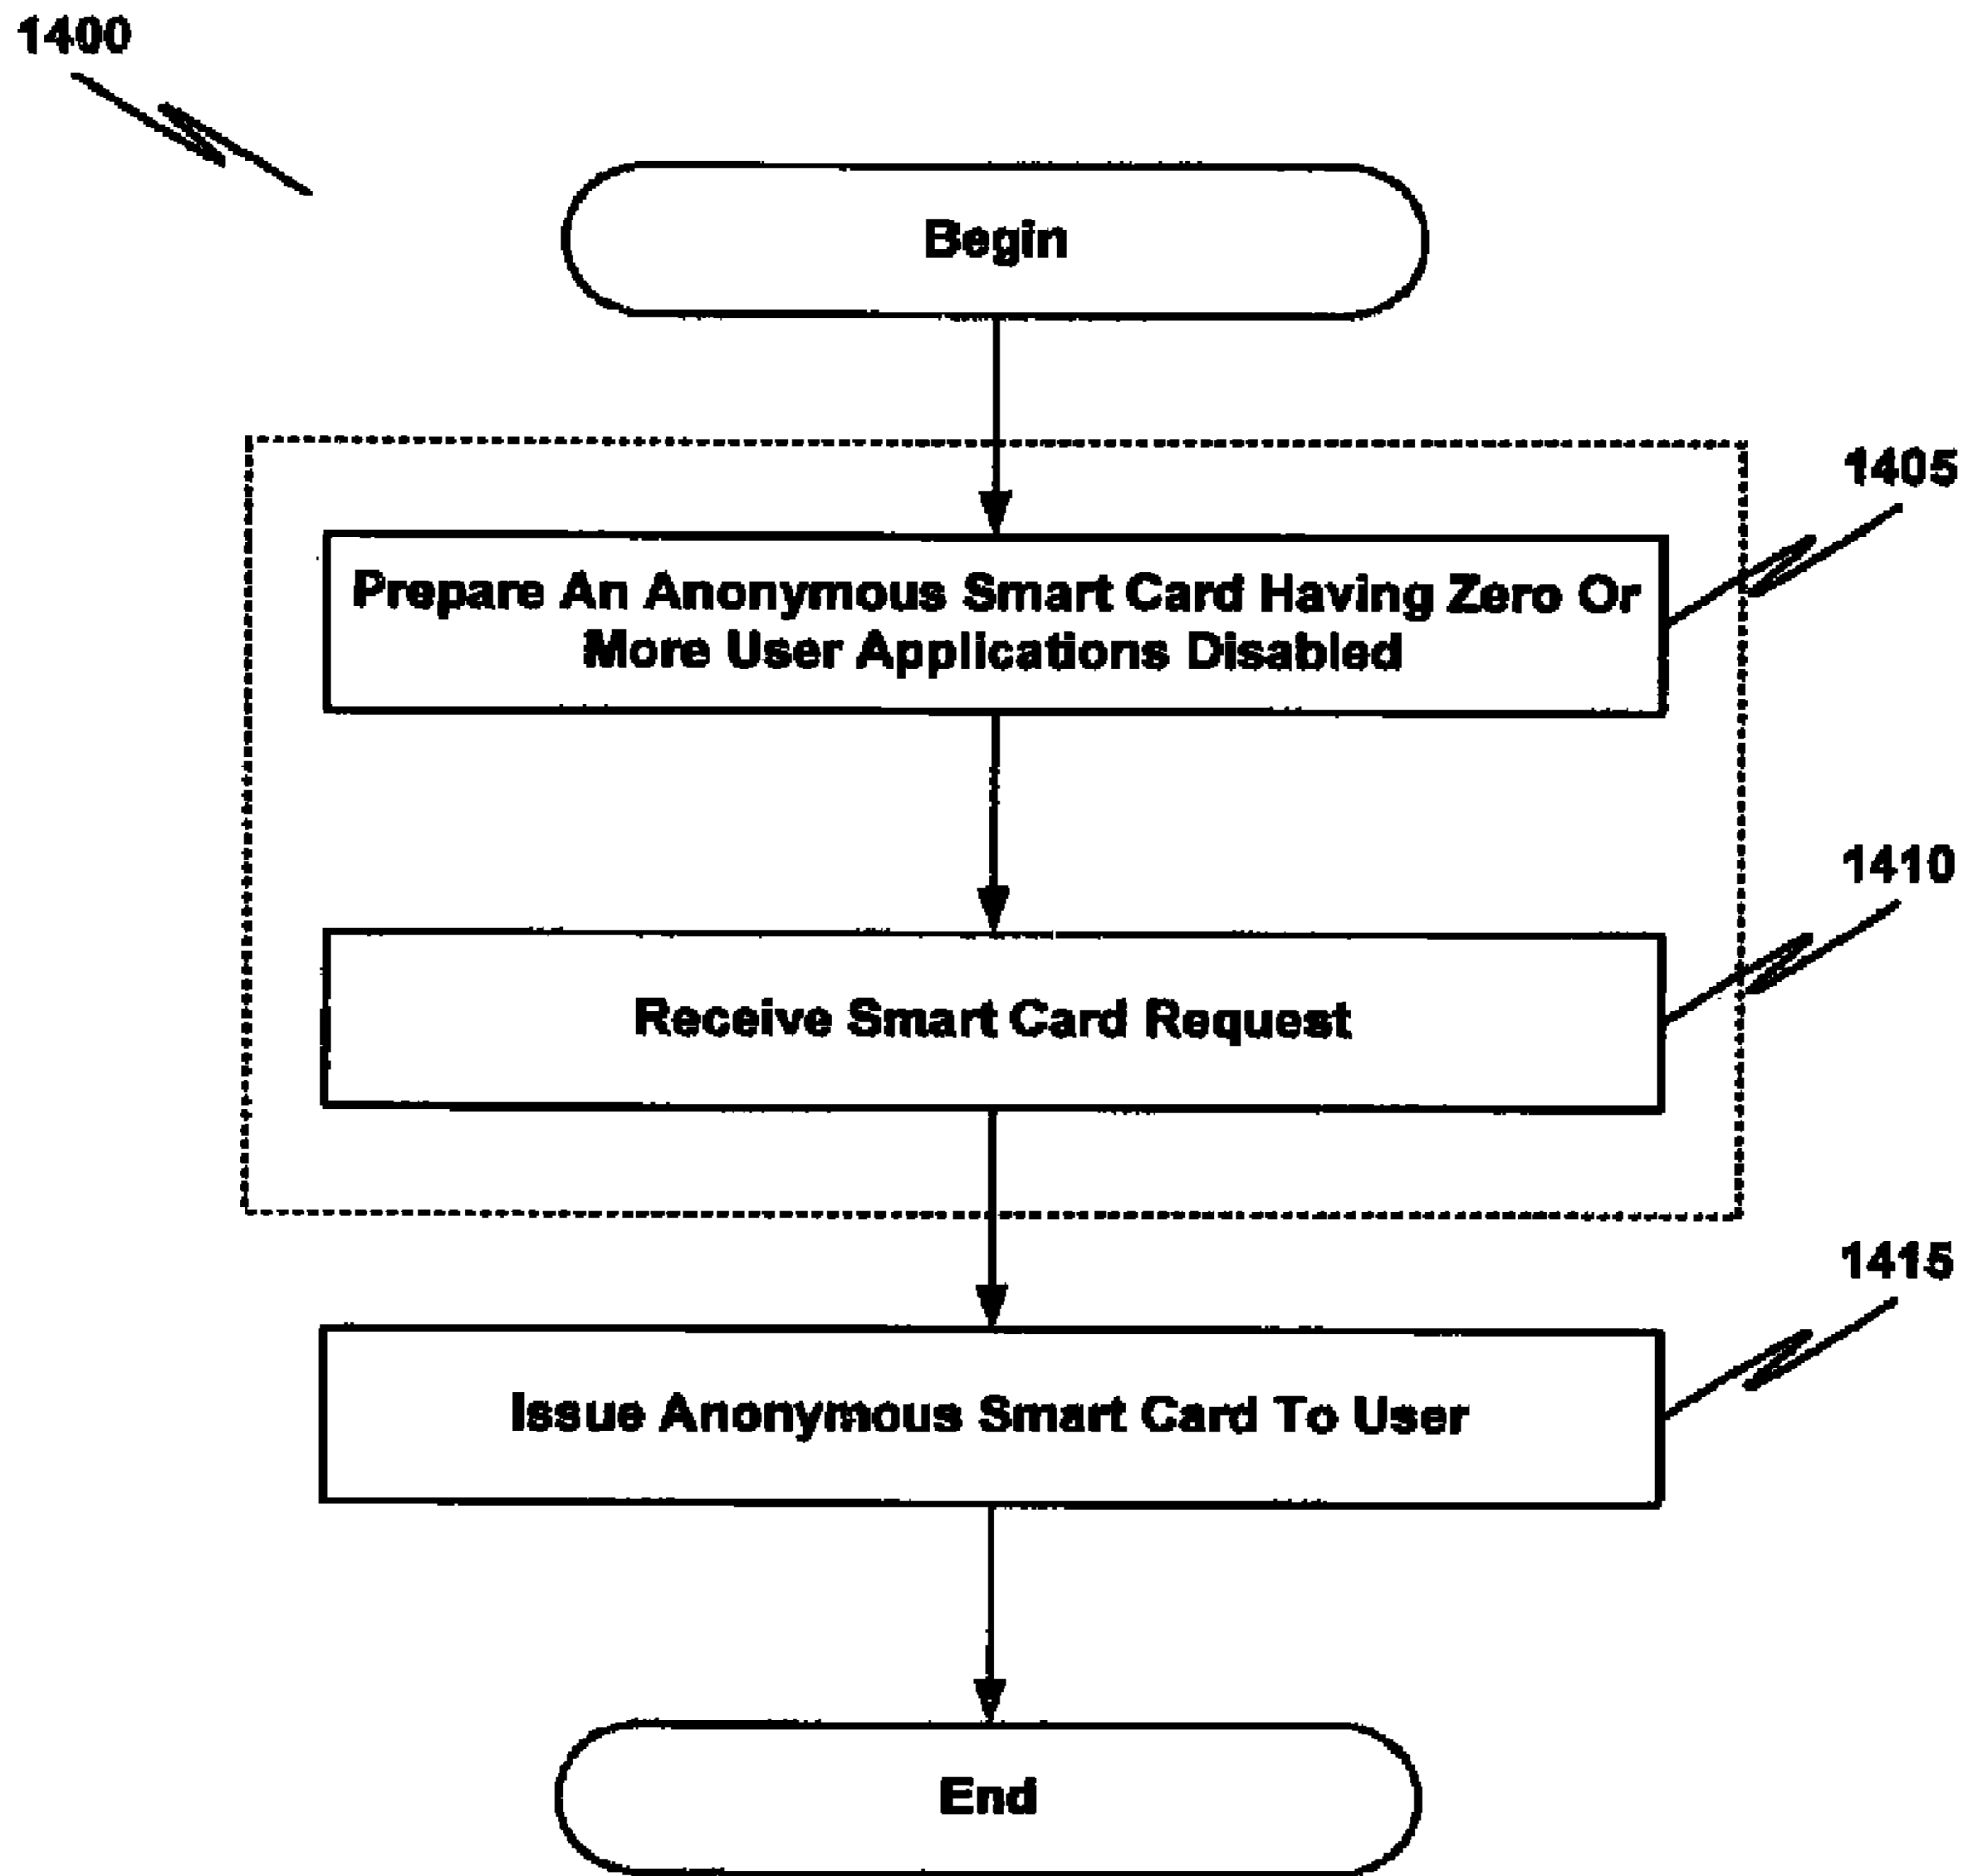 1400
Begin
1405
Prepare An Anonymous Smart Card Having Zero Or
More User Applications Disabled
1410
Receive Smart Card Request
1415
Issue Anonymous Smart Card To User
End